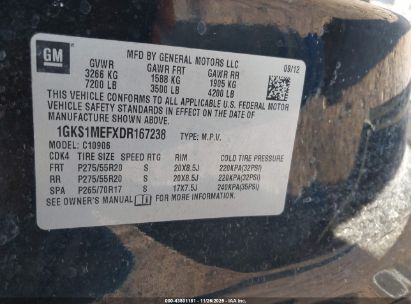 GM
MFD BY GENERAL MOTORS LLC
09/12
GVWR GAWR FRT GAWR RR
3266 KG 1588 KG 1905 KG
7200 LB 3500 LB 4200 LB
THIS VEHICLE CONFORMS TO ALL APPLICABLE U.S. FEDERAL MOTOR
VEHICLE SAFETY STANDARDS IN EFFECT ON THE DATE OF
MANUFACTURE SHOWN ABOVE.
1GKS1MEFXDR167238 TYPE: M.P.V.
MODEL: C10906
CDK4 TIRE SIZE SPEED RTG RIM COLD TIRE PRESSURE
FRT P275/55R20 S 20X8.5J 220KPA(32PSI)
RR P275/55R20 S 20X8.5J 220KPA(32PSI)
SPA P265/70R17 S 17X7.5J 240KPA(35PSI)
SEE OWNER'S MANUAL FOR MORE INFORMATION.